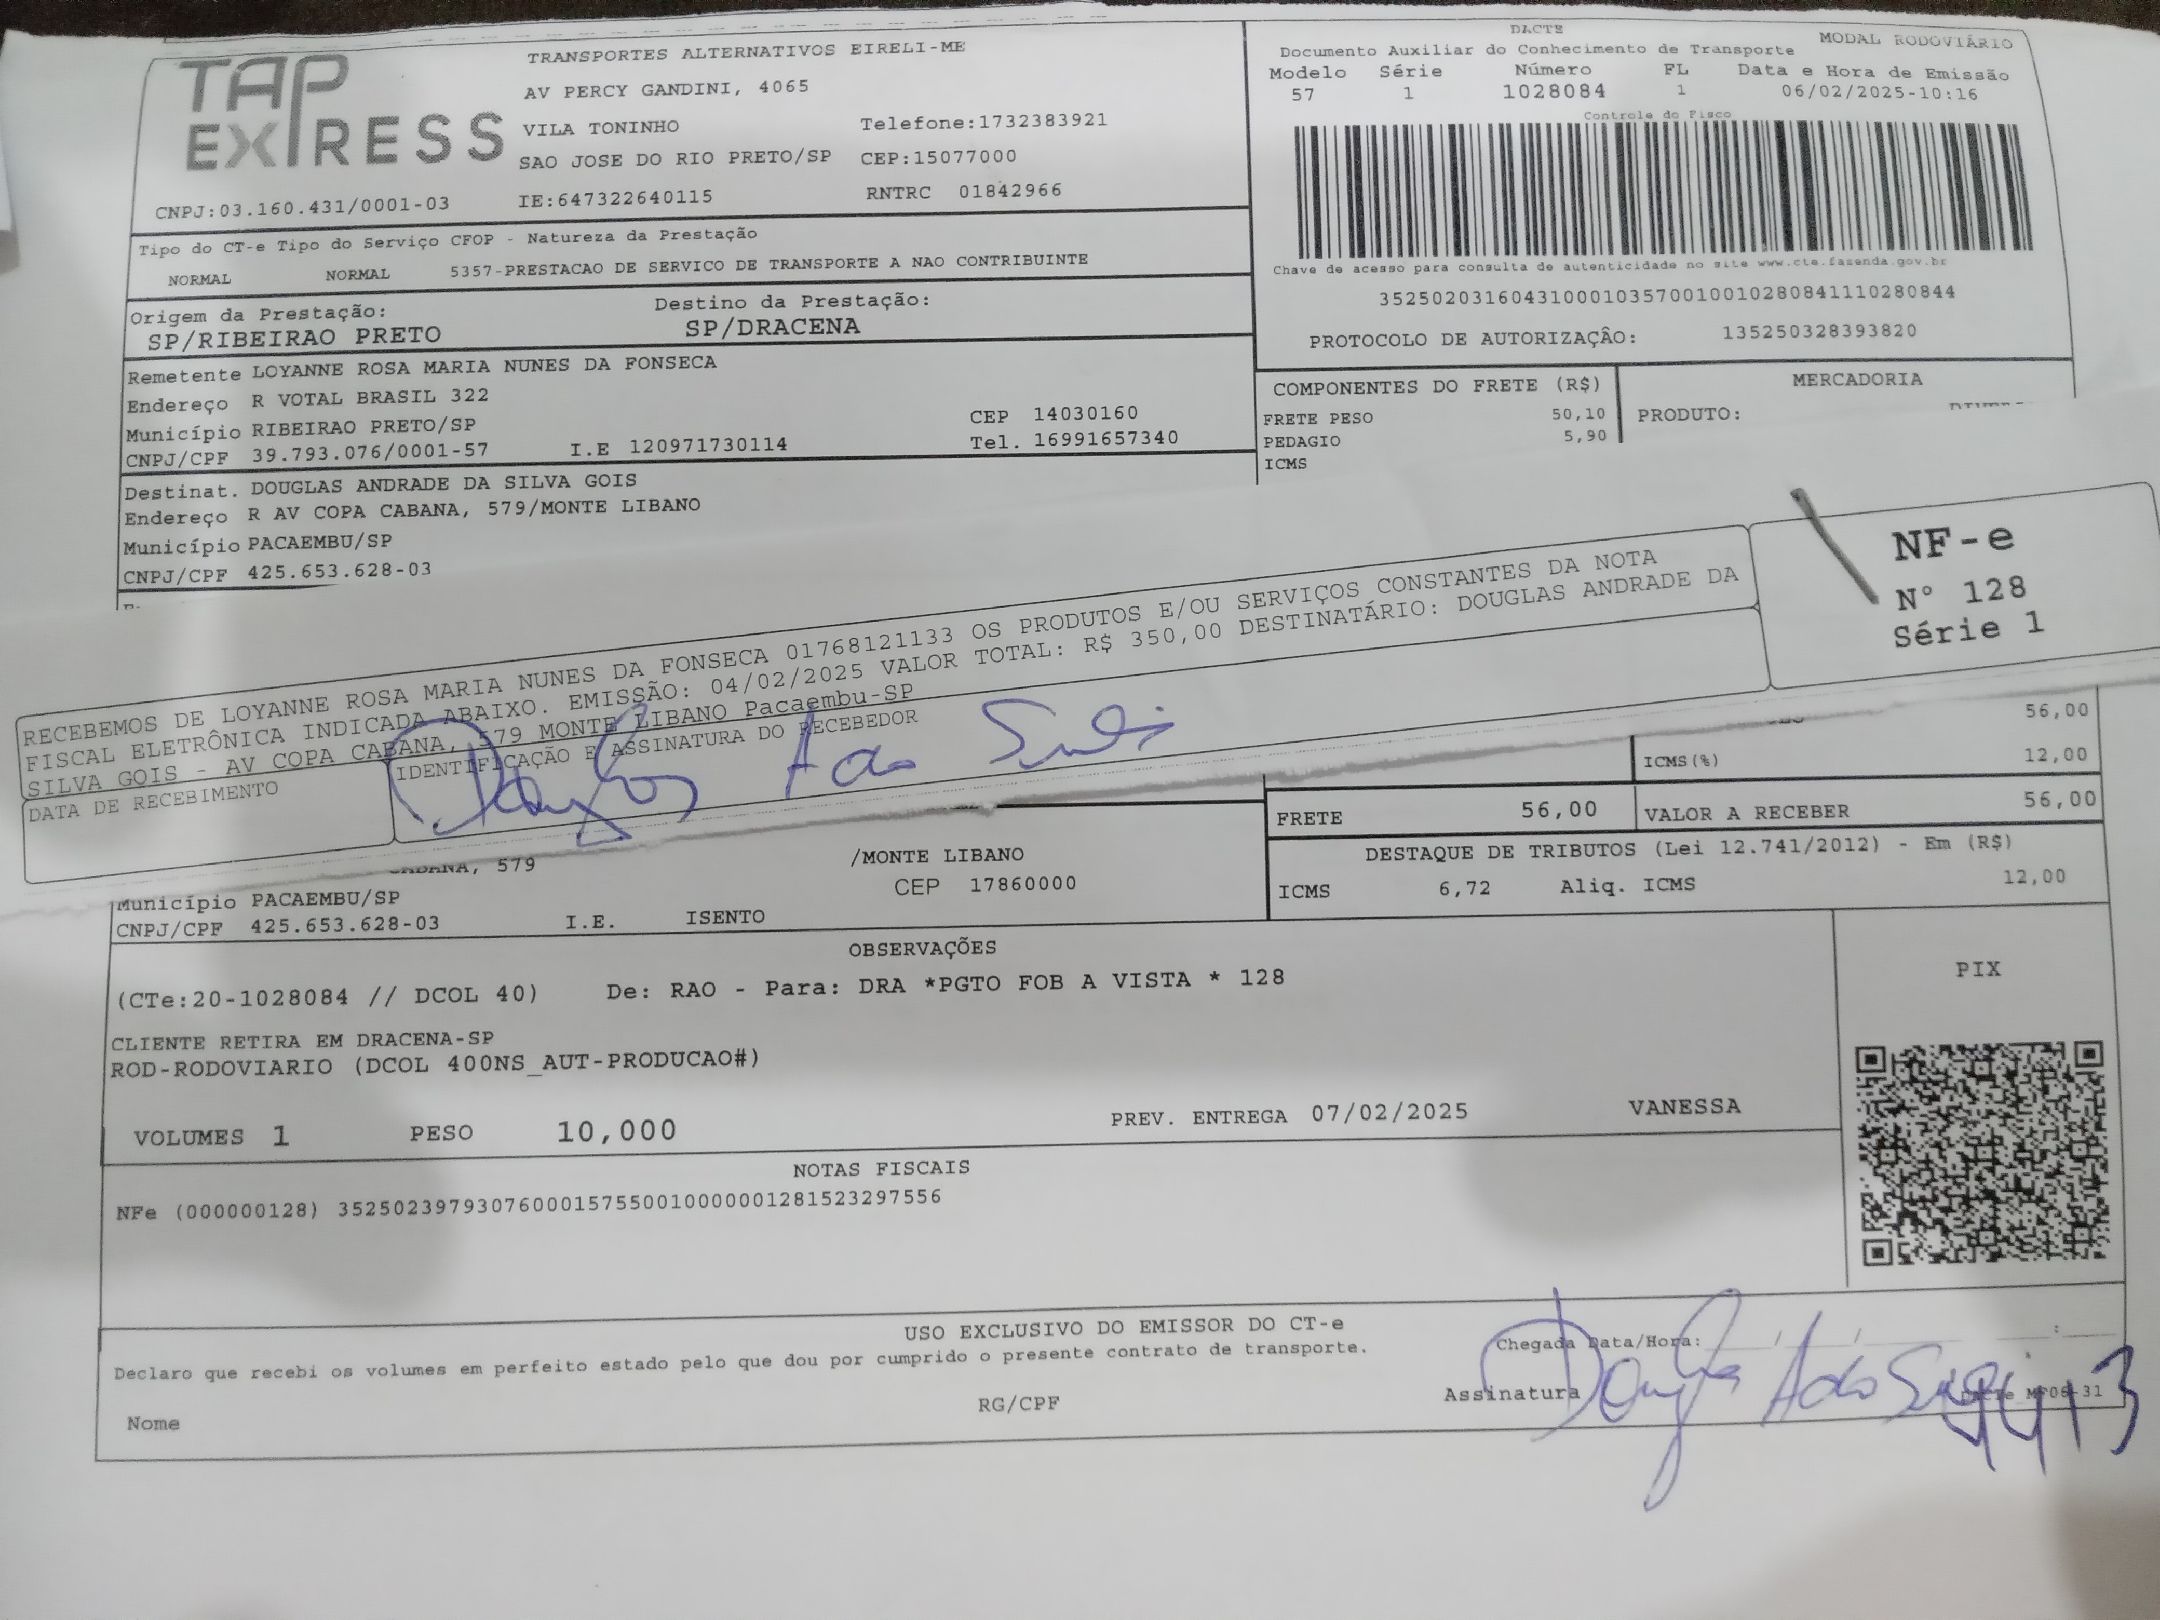 TAP EXPRESS
TRANSPORTES ALTERNATIVOS EIRELI-ME
AV PERCY GANDINI, 4065
VILA TONINHO Telefone:1732383921
SAO JOSE DO RIO PRETO/SP CEP:15077000
CNPJ:03.160.431/0001-03 IE:647322640115 RNTRC 01842966
DACTE
Documento Auxiliar do Conhecimento de Transporte MODAL RODOVIÁRIO
Modelo Série Número FL Data e Hora de Emissão
57 1 1028084 1 06/02/2025-10:16
Controle do Fisco
Chave de acesso para consulta de autenticidade no site www.cte.fazenda.gov.br
35250203160431000103570010010280841110280844
PROTOCOLO DE AUTORIZAÇÂO: 135250328393820
Tipo do CT-e Tipo do Serviço CFOP - Natureza da Prestação
NORMAL NORMAL 5357-PRESTACAO DE SERVICO DE TRANSPORTE A NAO CONTRIBUINTE
Origem da Prestação: Destino da Prestação:
SP/RIBEIRAO PRETO SP/DRACENA
Remetente LOYANNE ROSA MARIA NUNES DA FONSECA
Endereço R VOTAL BRASIL 322
Município RIBEIRAO PRETO/SP CEP 14030160
CNPJ/CPF 39.793.076/0001-57 I.E 120971730114 Tel. 16991657340
COMPONENTES DO FRETE (R$) MERCADORIA
FRETE PESO 50,10 PRODUTO:
PEDAGIO 5,90
ICMS
Destinat. DOUGLAS ANDRADE DA SILVA GOIS
Endereço R AV COPA CABANA, 579/MONTE LIBANO
Município PACAEMBU/SP
CNPJ/CPF 425.653.628-03
RECEBEMOS DE LOYANNE ROSA MARIA NUNES DA FONSECA 01768121133 OS PRODUTOS E/OU SERVIÇOS CONSTANTES DA NOTA
FISCAL ELETRÔNICA INDICADA ABAIXO. EMISSÃO: 04/02/2025 VALOR TOTAL: R$ 350,00 DESTINATÁRIO: DOUGLAS ANDRADE DA
SILVA GOIS - AV COPA CABANA, 579 MONTE LIBANO Pacaembu-SP
DATA DE RECEBIMENTO IDENTIFICAÇÃO E ASSINATURA DO RECEBEDOR
NF-e
N° 128
Série 1
56,00
ICMS(%) 12,00
FRETE 56,00 VALOR A RECEBER 56,00
DESTAQUE DE TRIBUTOS (Lei 12.741/2012) - Em (R$)
ICMS 6,72 Aliq. ICMS 12,00
579 /MONTE LIBANO
Município PACAEMBU/SP CEP 17860000
CNPJ/CPF 425.653.628-03 I.E. ISENTO
OBSERVAÇÕES
(CTe:20-1028084 // DCOL 40) De: RAO - Para: DRA *PGTO FOB A VISTA * 128
CLIENTE RETIRA EM DRACENA-SP
ROD-RODOVIARIO (DCOL 400NS_AUT-PRODUCAO#)
PIX
VOLUMES 1 PESO 10,000 PREV. ENTREGA 07/02/2025 VANESSA
NOTAS FISCAIS
NFe (000000128) 35250239793076000157550010000001281523297556
USO EXCLUSIVO DO EMISSOR DO CT-e
Declaro que recebi os volumes em perfeito estado pelo que dou por cumprido o presente contrato de transporte.
Chegada Data/Hora: / / :
Nome RG/CPF Assinatura